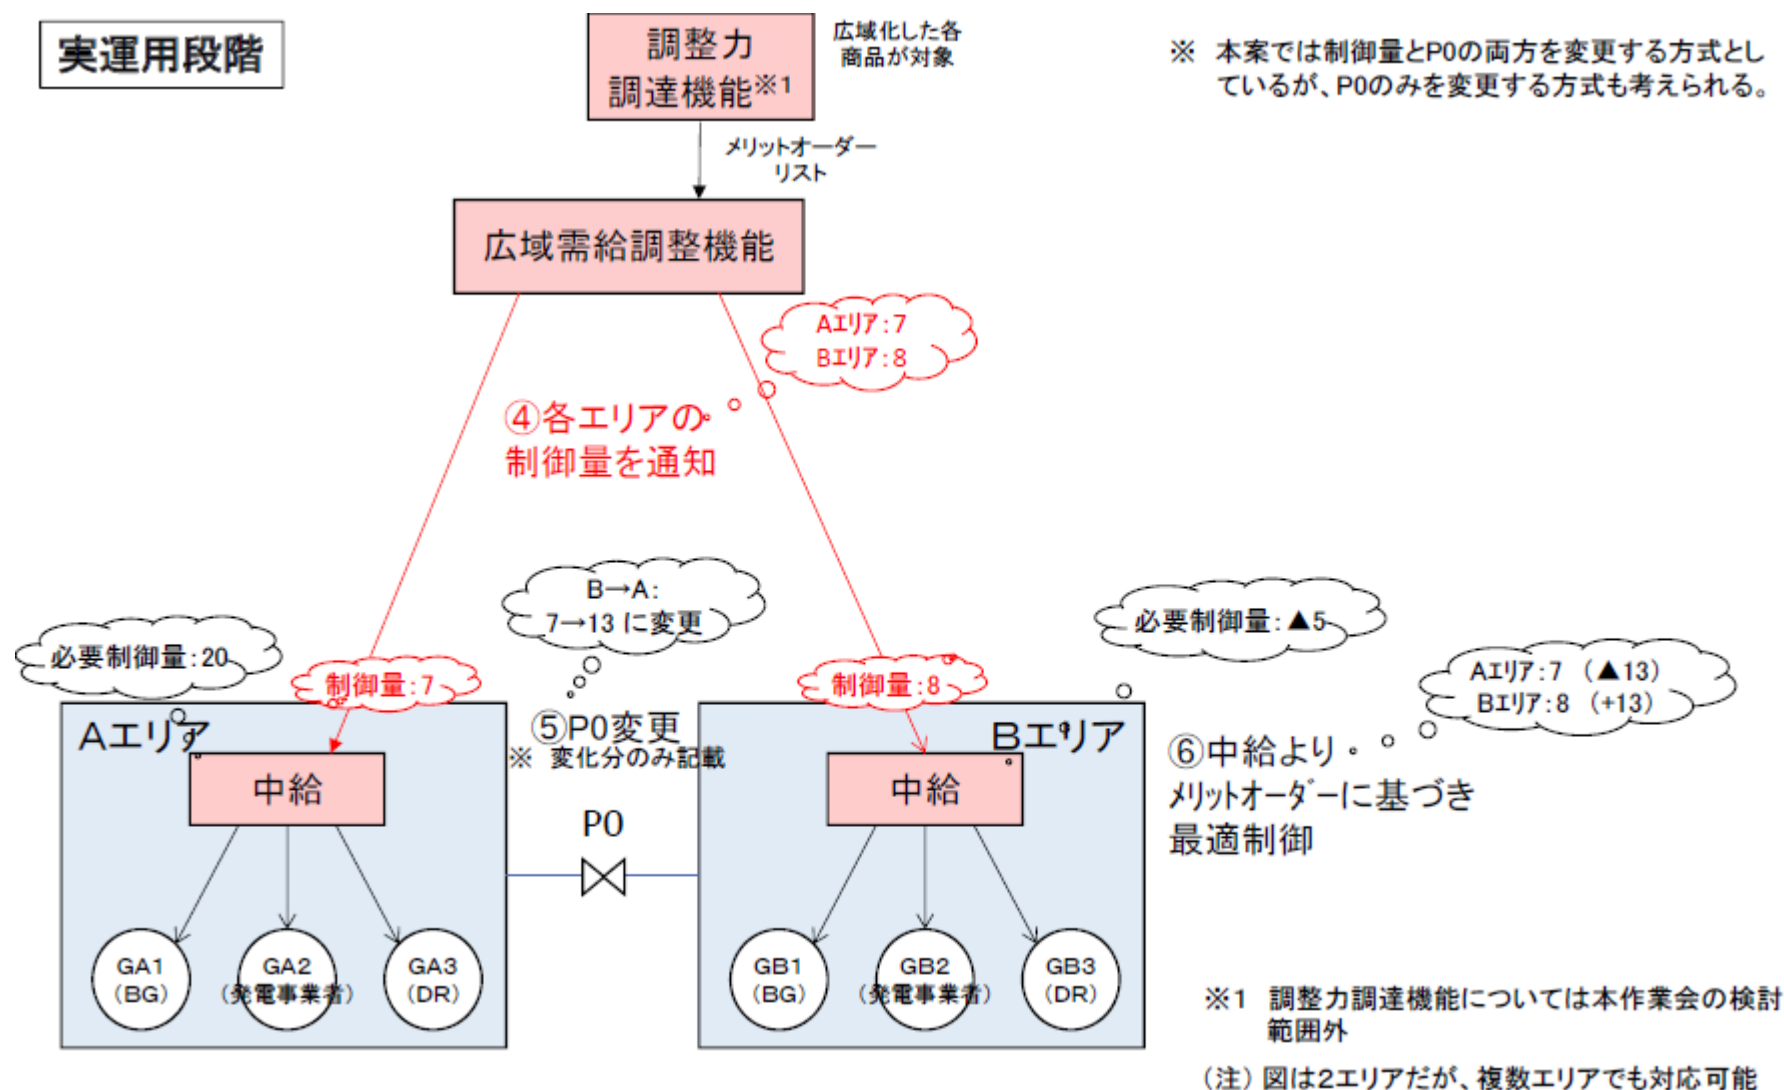 実運用段階
調整力
調達機能※1
広域化した各
商品が対象
※ 本案では制御量とP0の両方を変更する方式とし
ているが、P0のみを変更する方式も考えられる。
メリットオーダー
リスト
広域需給調整機能
Aエリア:7
Bエリア:8
④各エリアの
制御量を通知
B→A:
7→13 に変更
必要制御量:20
制御量:7
必要制御量:▲5
制御量:8
Aエリア:7 (▲13)
Bエリア:8 (+13)
Aエリア
⑤P0変更
※ 変化分のみ記載
Bエリア
⑥中給より
メリットオーダーに基づき
最適制御
中給
中給
P0
GA1
(BG)
GA2
(発電事業者)
GA3
(DR)
GB1
(BG)
GB2
(発電事業者)
GB3
(DR)
※1 調整力調達機能については本作業会の検討
範囲外
(注) 図は2エリアだが、複数エリアでも対応可能